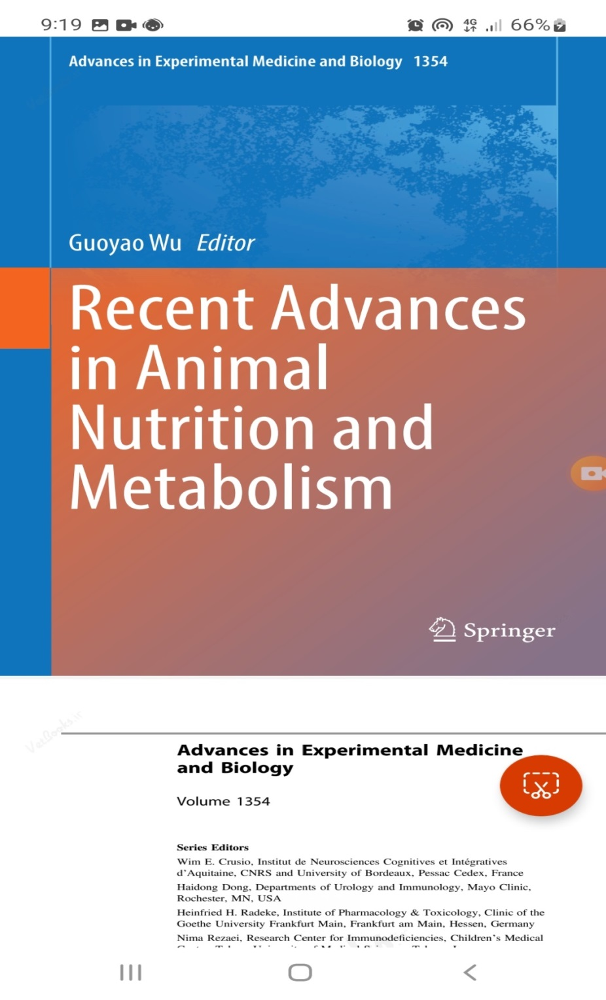 9:19
4G
66%
Advances in Experimental Medicine and Biology 1354
Guoyao Wu Editor
Recent Advances
in Animal
Nutrition and
Metabolism
Springer
VetBooks.ir
Advances in Experimental Medicine
and Biology
Volume 1354
Series Editors
Wim E. Crusio, Institut de Neurosciences Cognitives et Intégratives
d’Aquitaine, CNRS and University of Bordeaux, Pessac Cedex, France
Haidong Dong, Departments of Urology and Immunology, Mayo Clinic,
Rochester, MN, USA
Heinfried H. Radeke, Institute of Pharmacology & Toxicology, Clinic of the
Goethe University Frankfurt Main, Frankfurt am Main, Hessen, Germany
Nima Rezaei, Research Center for Immunodeficiencies, Children’s Medical